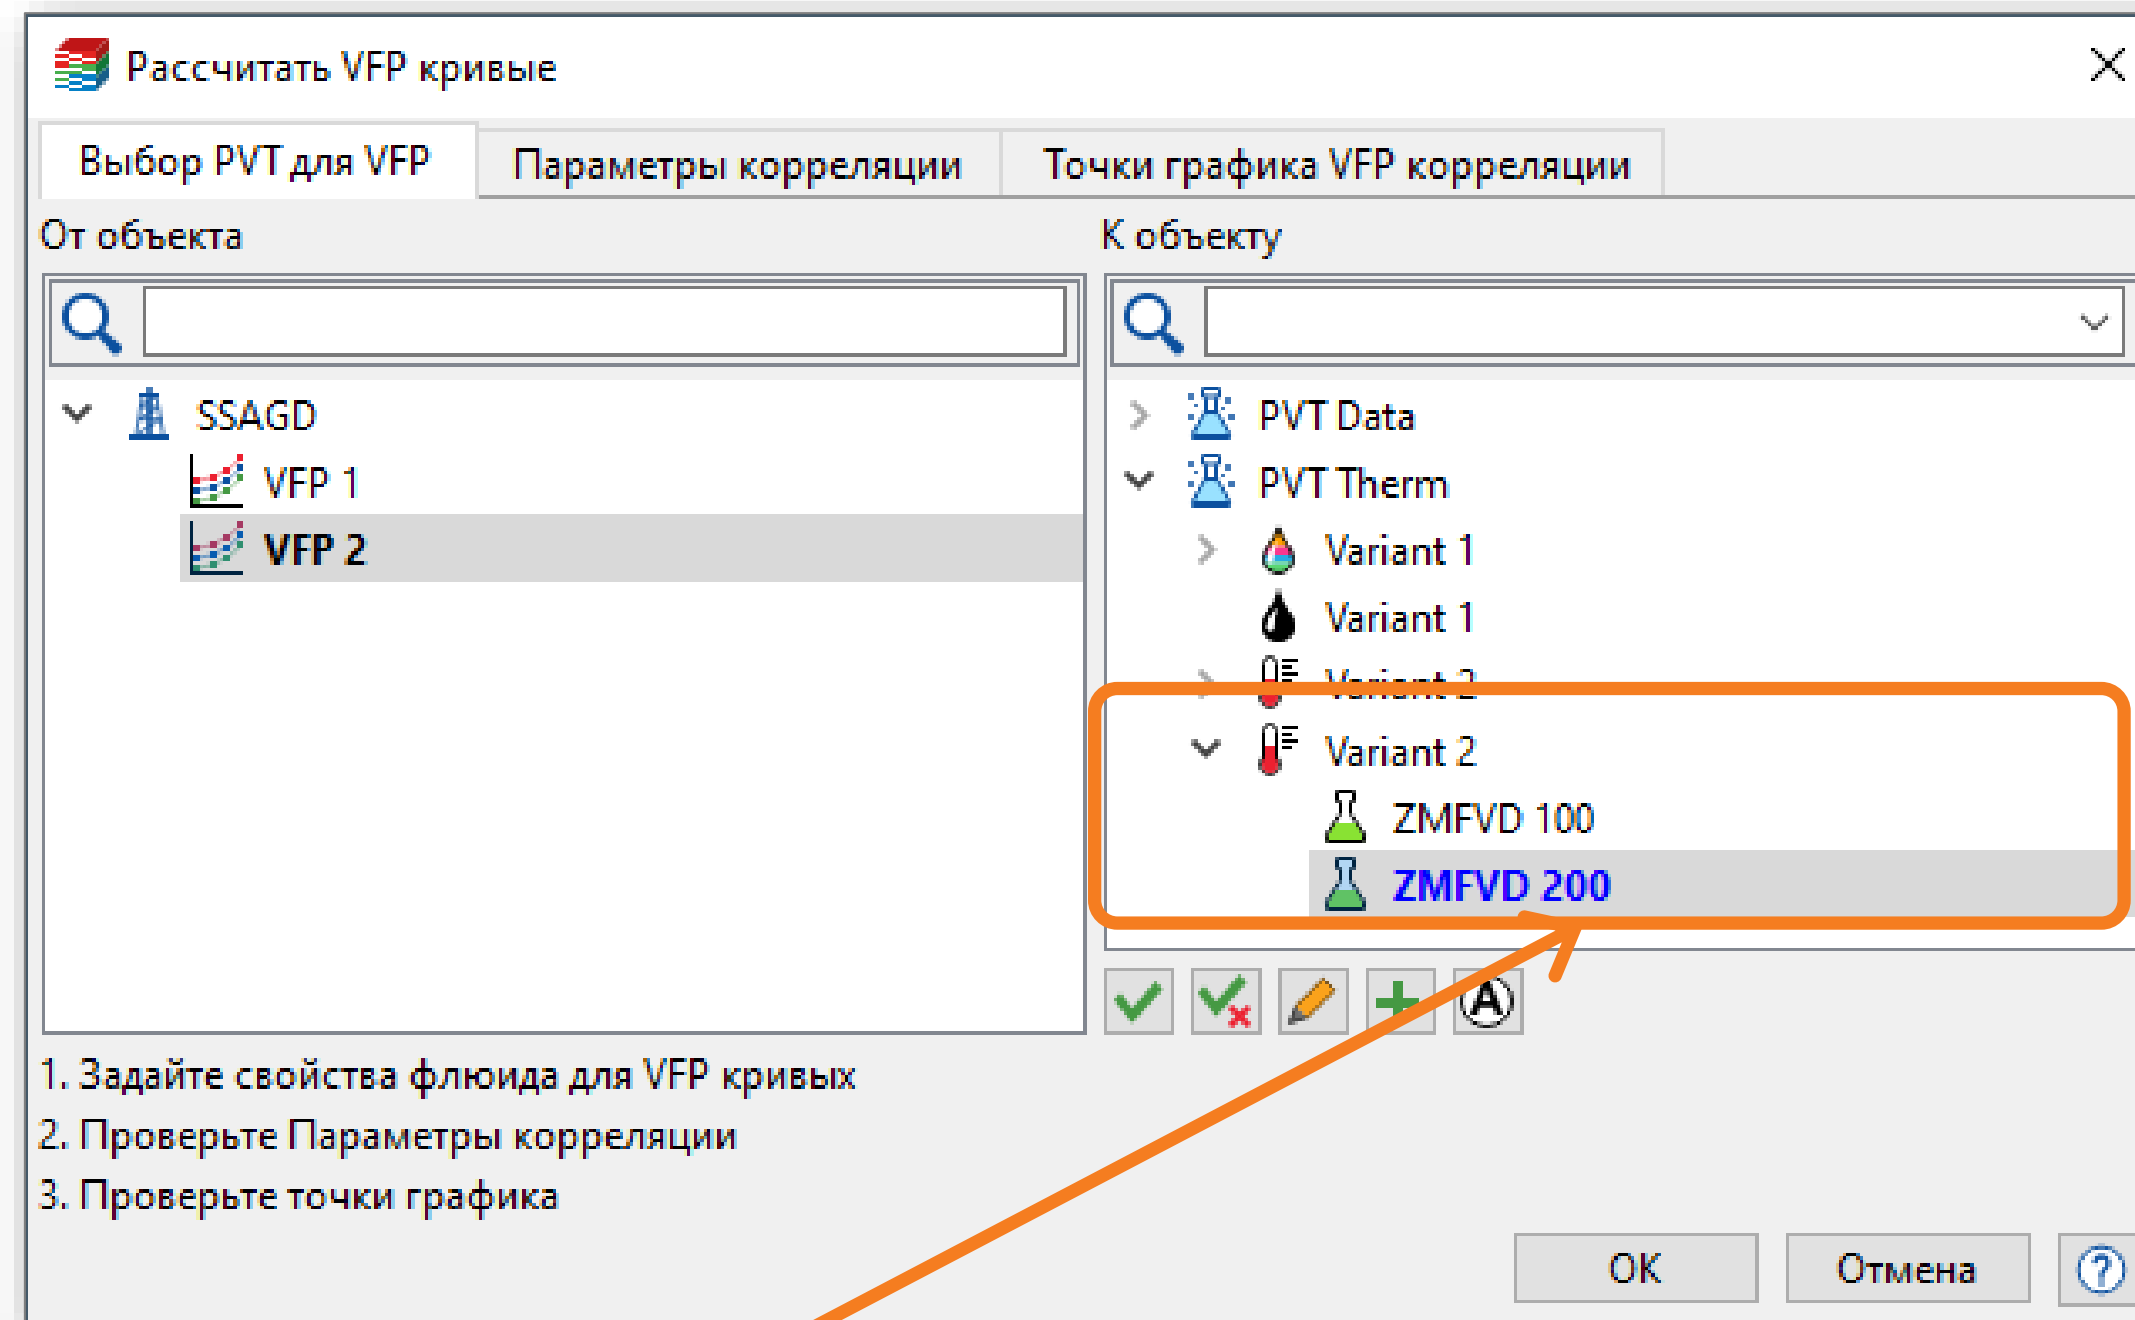 Рассчитать VFP кривые
Выбор PVT для VFP
Параметры корреляции
Точки графика VFP корреляции
От объекта
К объекту
SSAGD
VFP 1
VFP 2
PVT Data
PVT Therm
Variant 1
Variant 1
Variant 2
Variant 2
ZMFVD 100
ZMFVD 200
A
1. Задайте свойства флюида для VFP кривых
2. Проверьте Параметры корреляции
3. Проверьте точки графика
OK
Отмена
?